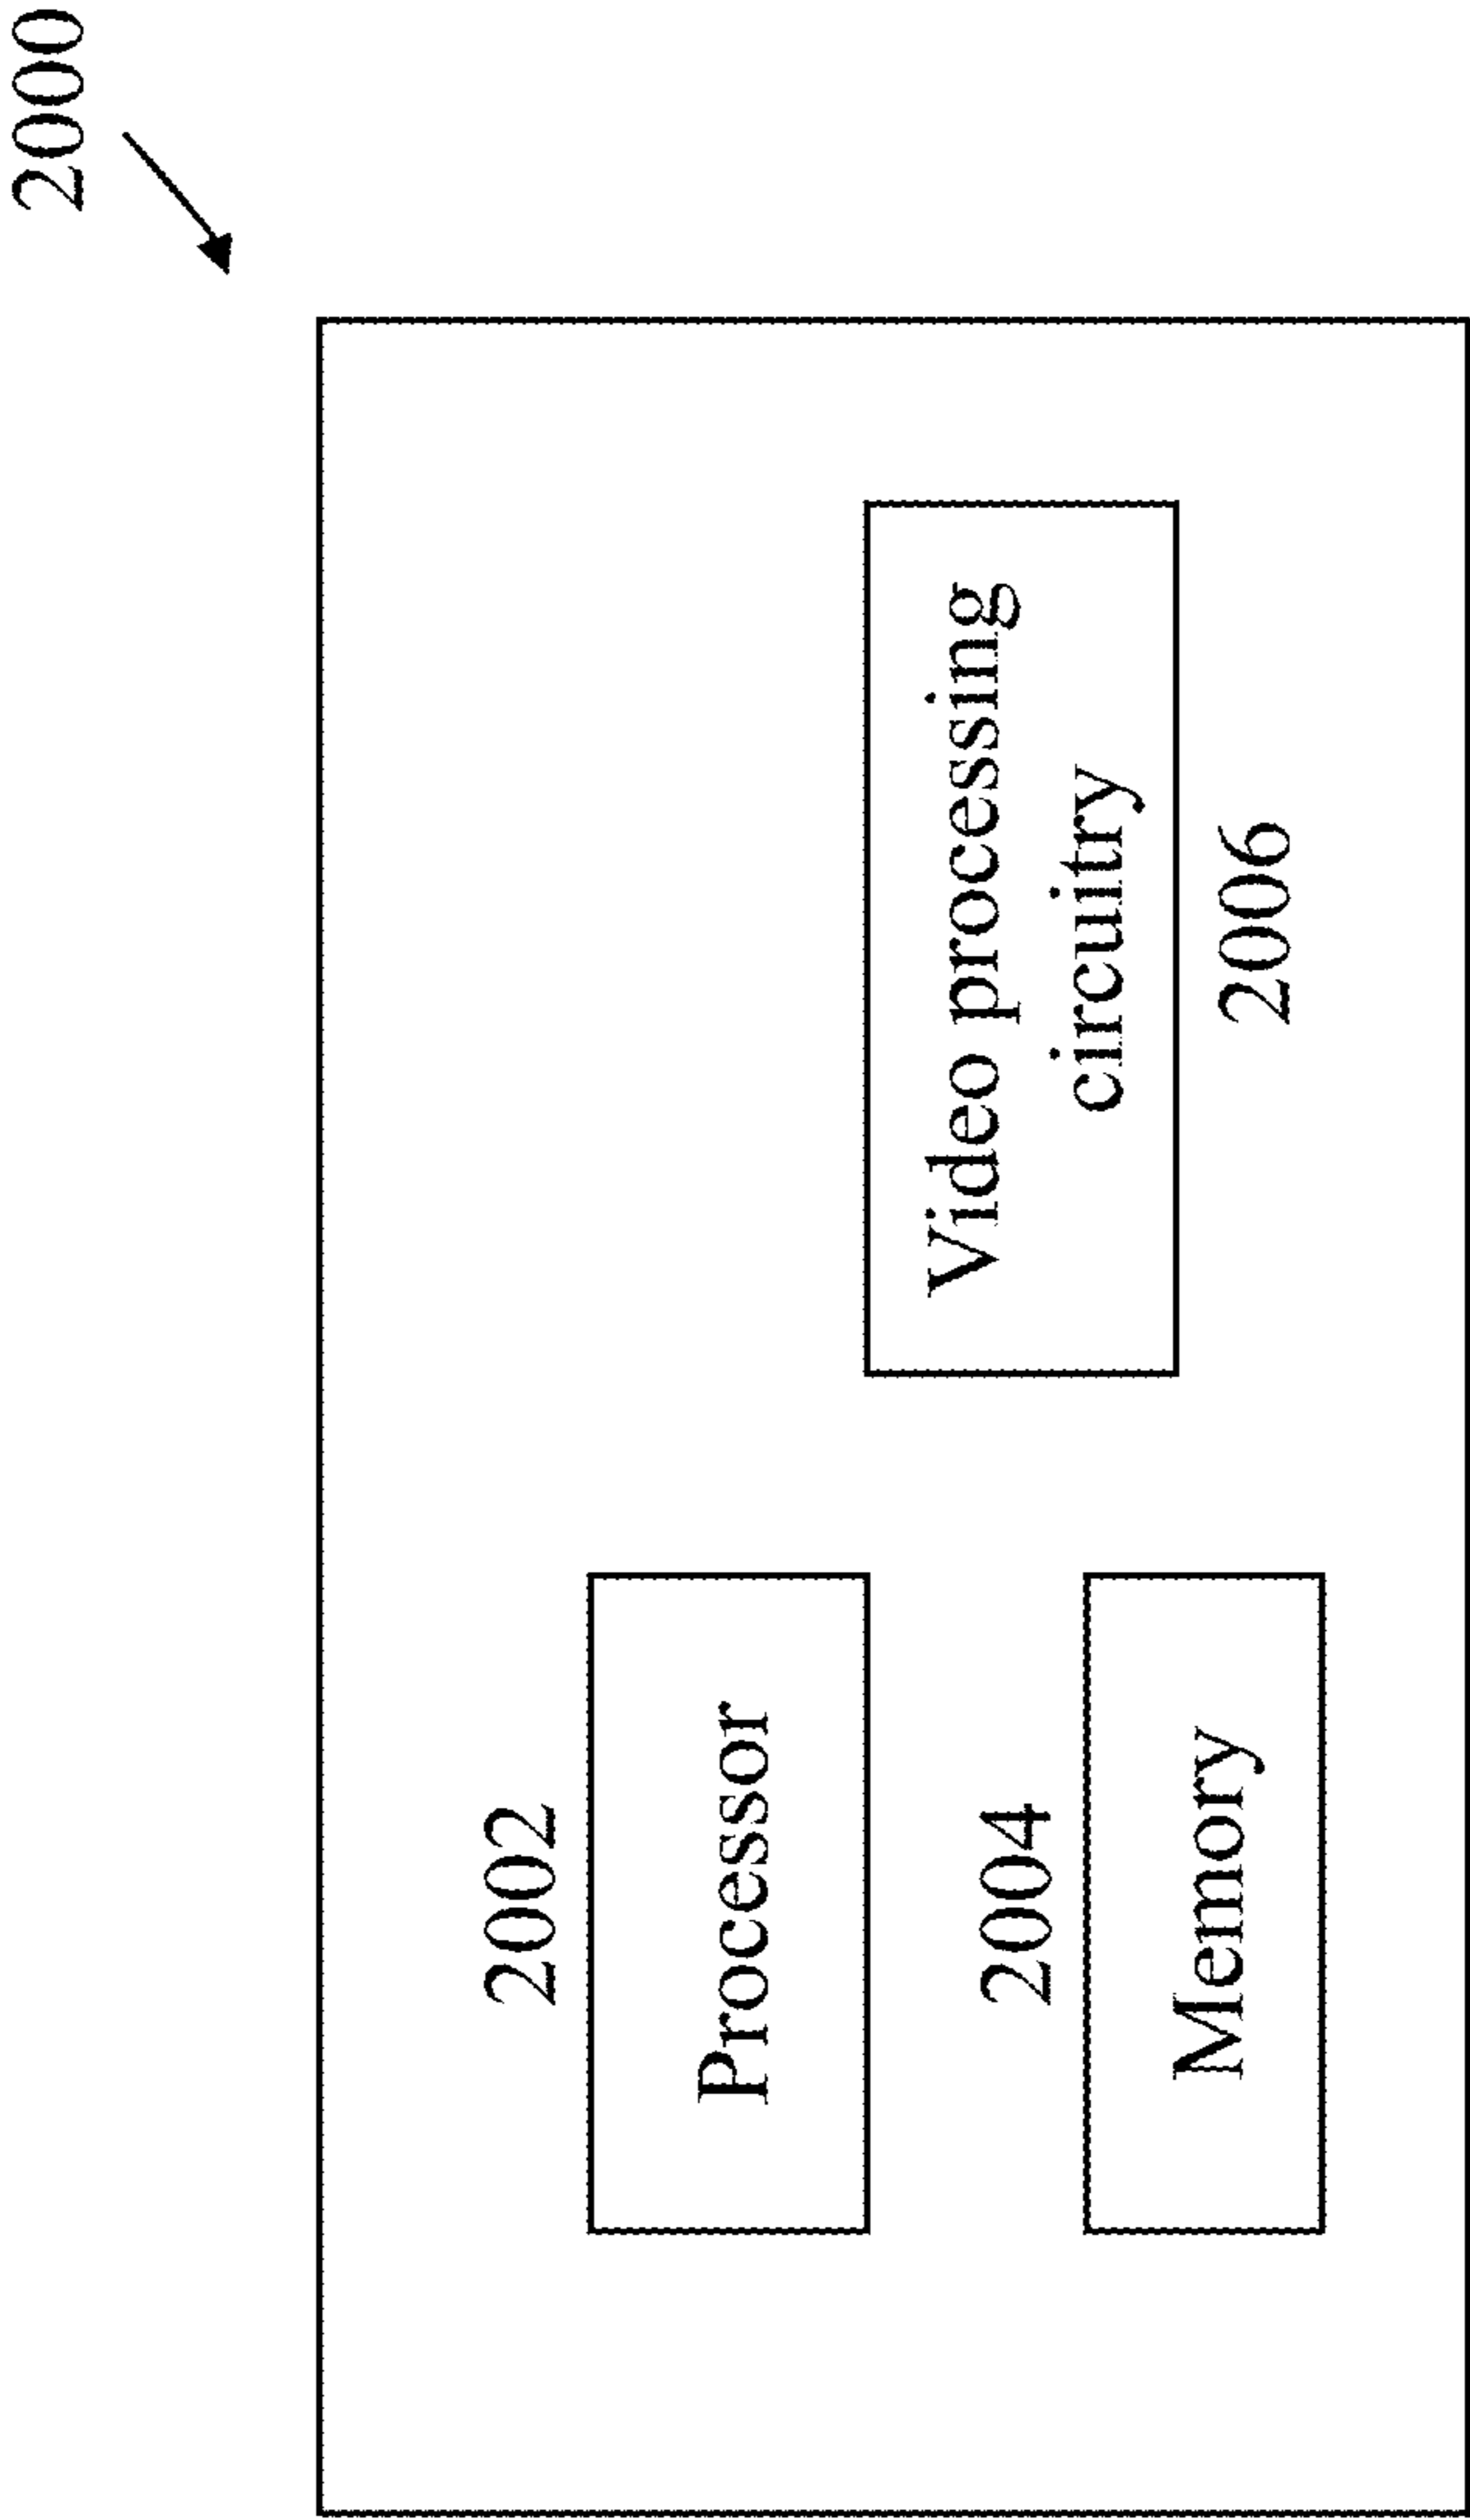 2000
2002
Processor
2004
Memory
Video processing
circuitry
2006